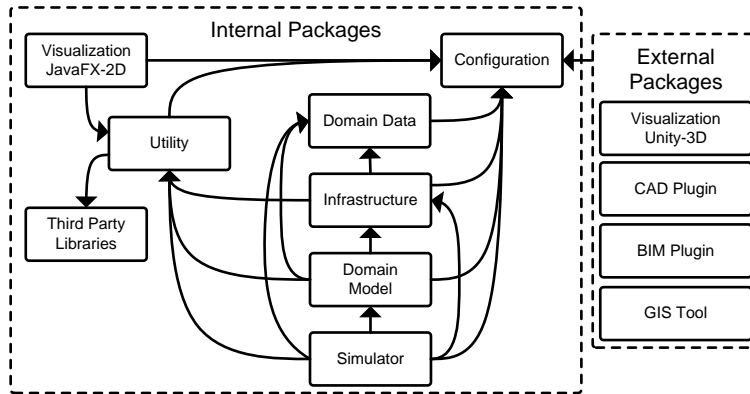 Internal Packages
Visualization
JavaFX-2D
Configuration
Utility
Domain Data
Third Party
Libraries
Infrastructure
Domain
Model
Simulator
External
Packages
Visualization
Unity-3D
CAD Plugin
BIM Plugin
GIS Tool